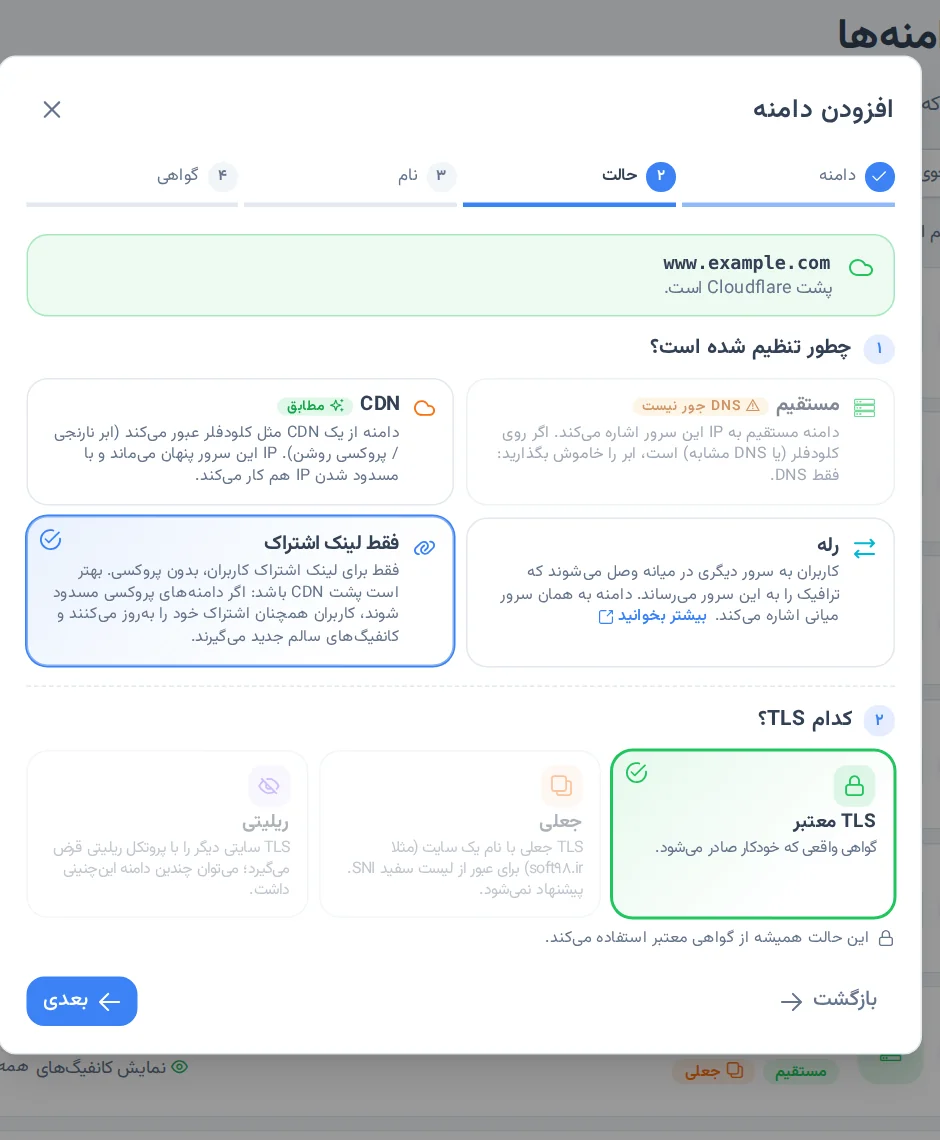 افزودن دامنه
دامنه
۲ حالت
۳ نام
۴ گواهی
www.example.com
پشت Cloudflare است.
۱ چطور تنظیم شده است؟
مستقیم DNS جور نیست
دامنه مستقیم به IP این سرور اشاره می‌کند. اگر روی
کلودفلر (یا DNS مشابه) است، ابر را خاموش بگذارید:
فقط DNS.
CDN مطابق
دامنه از یک CDN مثل کلودفلر عبور می‌کند (ابر نارنجی
/ پروکسی روشن). IP این سرور پنهان می‌ماند و با
مسدود شدن IP هم کار می‌کند.
رله
کاربران به سرور دیگری در میانه وصل می‌شوند که
ترافیک را به این سرور می‌رساند. دامنه به همان سرور
میانی اشاره می‌کند. بیشتر بخوانید
فقط لینک اشتراک
فقط برای لینک اشتراک کاربران، بدون پروکسی. بهتر
است پشت CDN باشد: اگر دامنه‌های پروکسی مسدود
شوند، کاربران همچنان اشتراک خود را به‌روز می‌کنند و
کانفیگ‌های سالم جدید می‌گیرند.
۲ کدام TLS؟
TLS معتبر
گواهی واقعی که خودکار صادر می‌شود.
جعلی
TLS جعلی با نام یک سایت (مثلا
soft98.ir) برای عبور از لیست سفید SNI.
پیشنهاد نمی‌شود.
ریلیتی
TLS سایتی دیگر را با پروتکل ریلیتی قرض
می‌گیرد؛ می‌توان چندین دامنه این‌چنینی
داشت.
این حالت همیشه از گواهی معتبر استفاده می‌کند.
بازگشت
بعدی
مستقیم جعلی
نمایش کانفیگ‌های همه